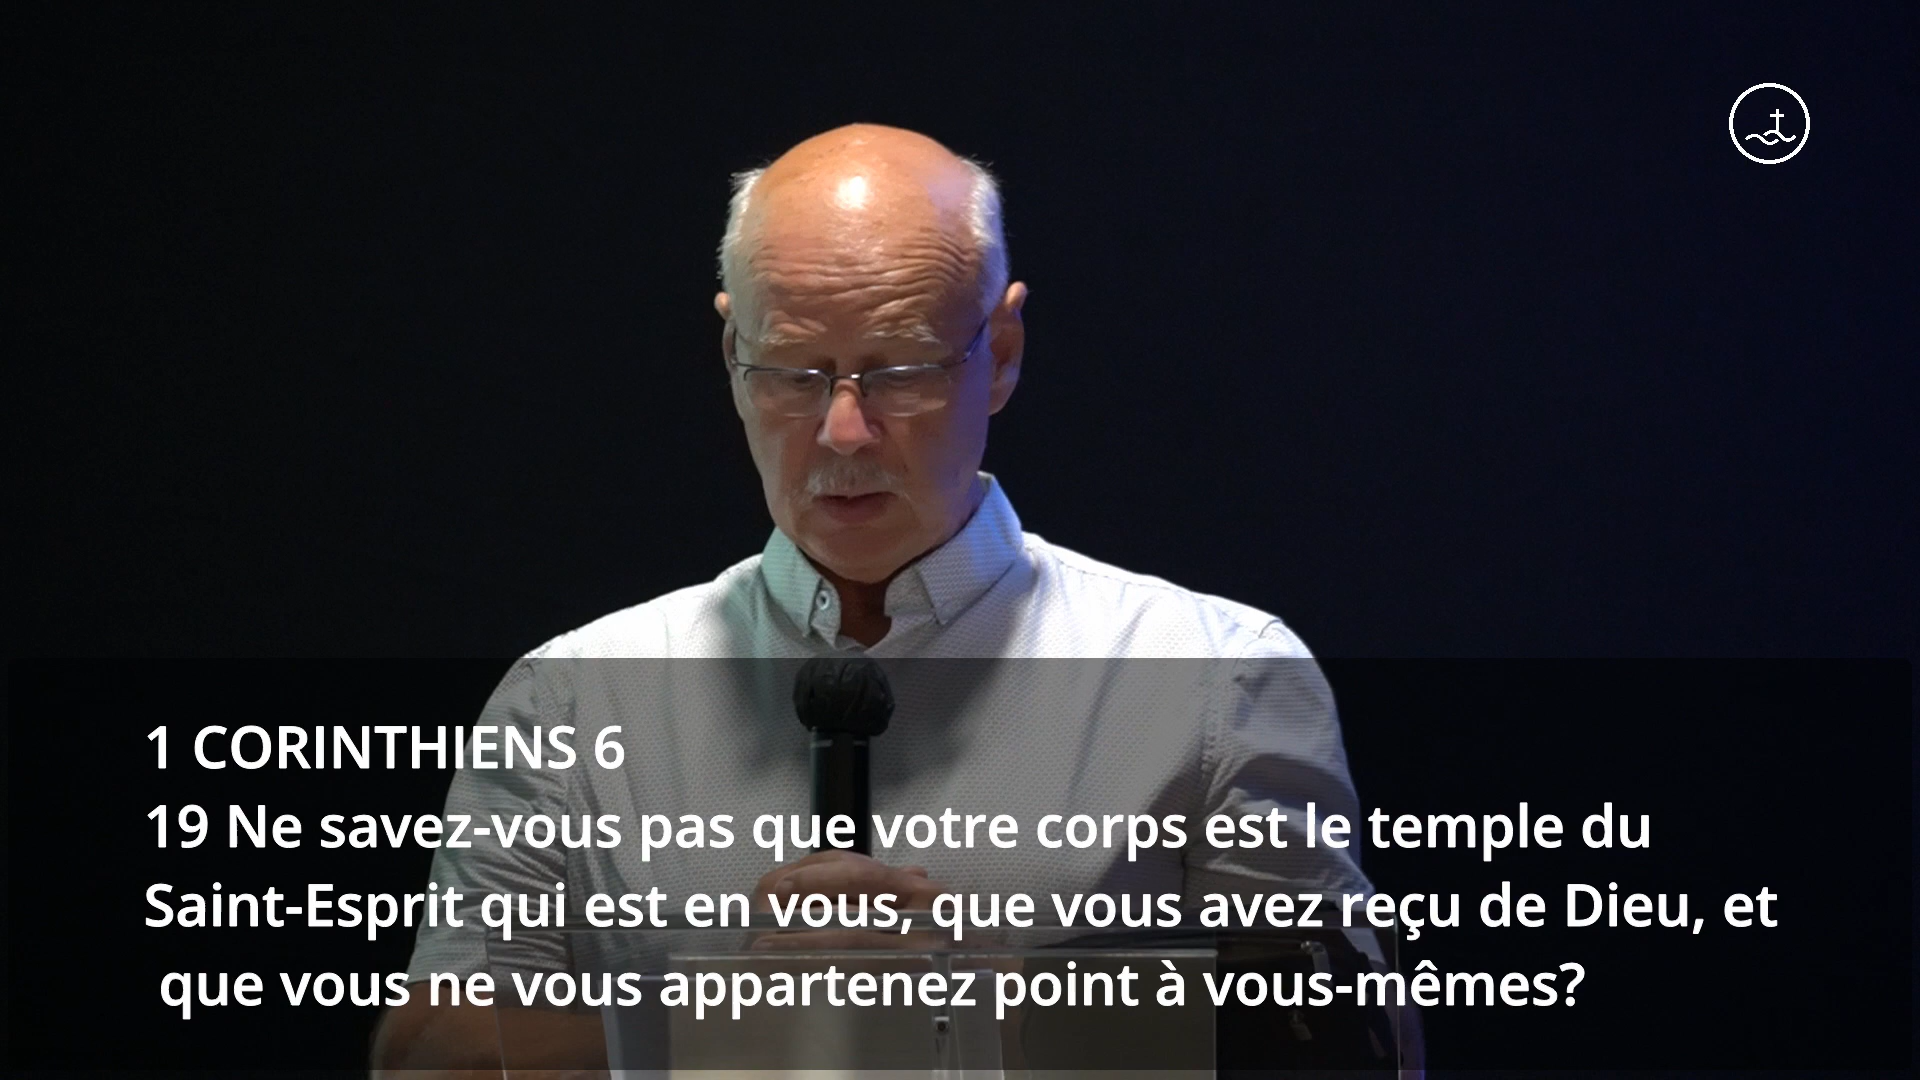 1 CORINTHIENS 6
19 Ne savez-vous pas que votre corps est le temple du
Saint-Esprit qui est en vous, que vous avez reçu de Dieu, et
que vous ne vous appartenez point à vous-mêmes?